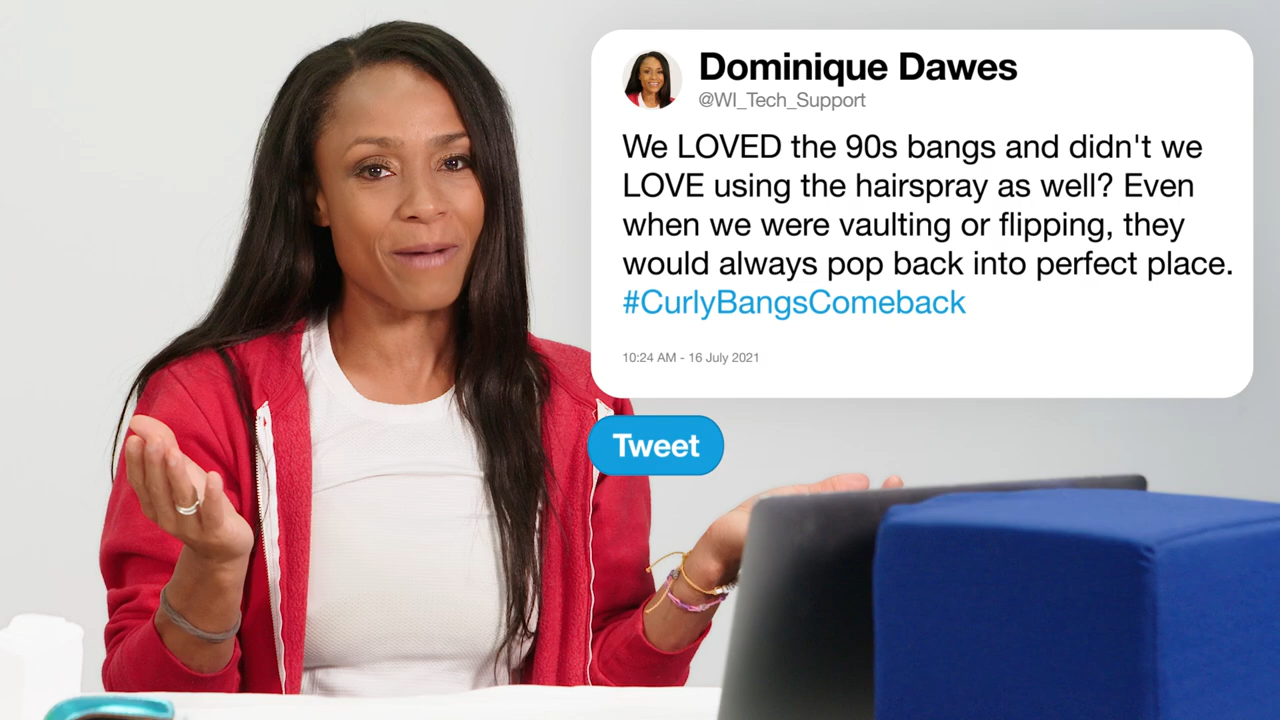 Dominique Dawes
@WI_Tech_Support
We LOVED the 90s bangs and didn't we
LOVE using the hairspray as well? Even
when we were vaulting or flipping, they
would always pop back into perfect place.
#CurlyBangsComeback
10:24 AM - 16 July 2021
Tweet